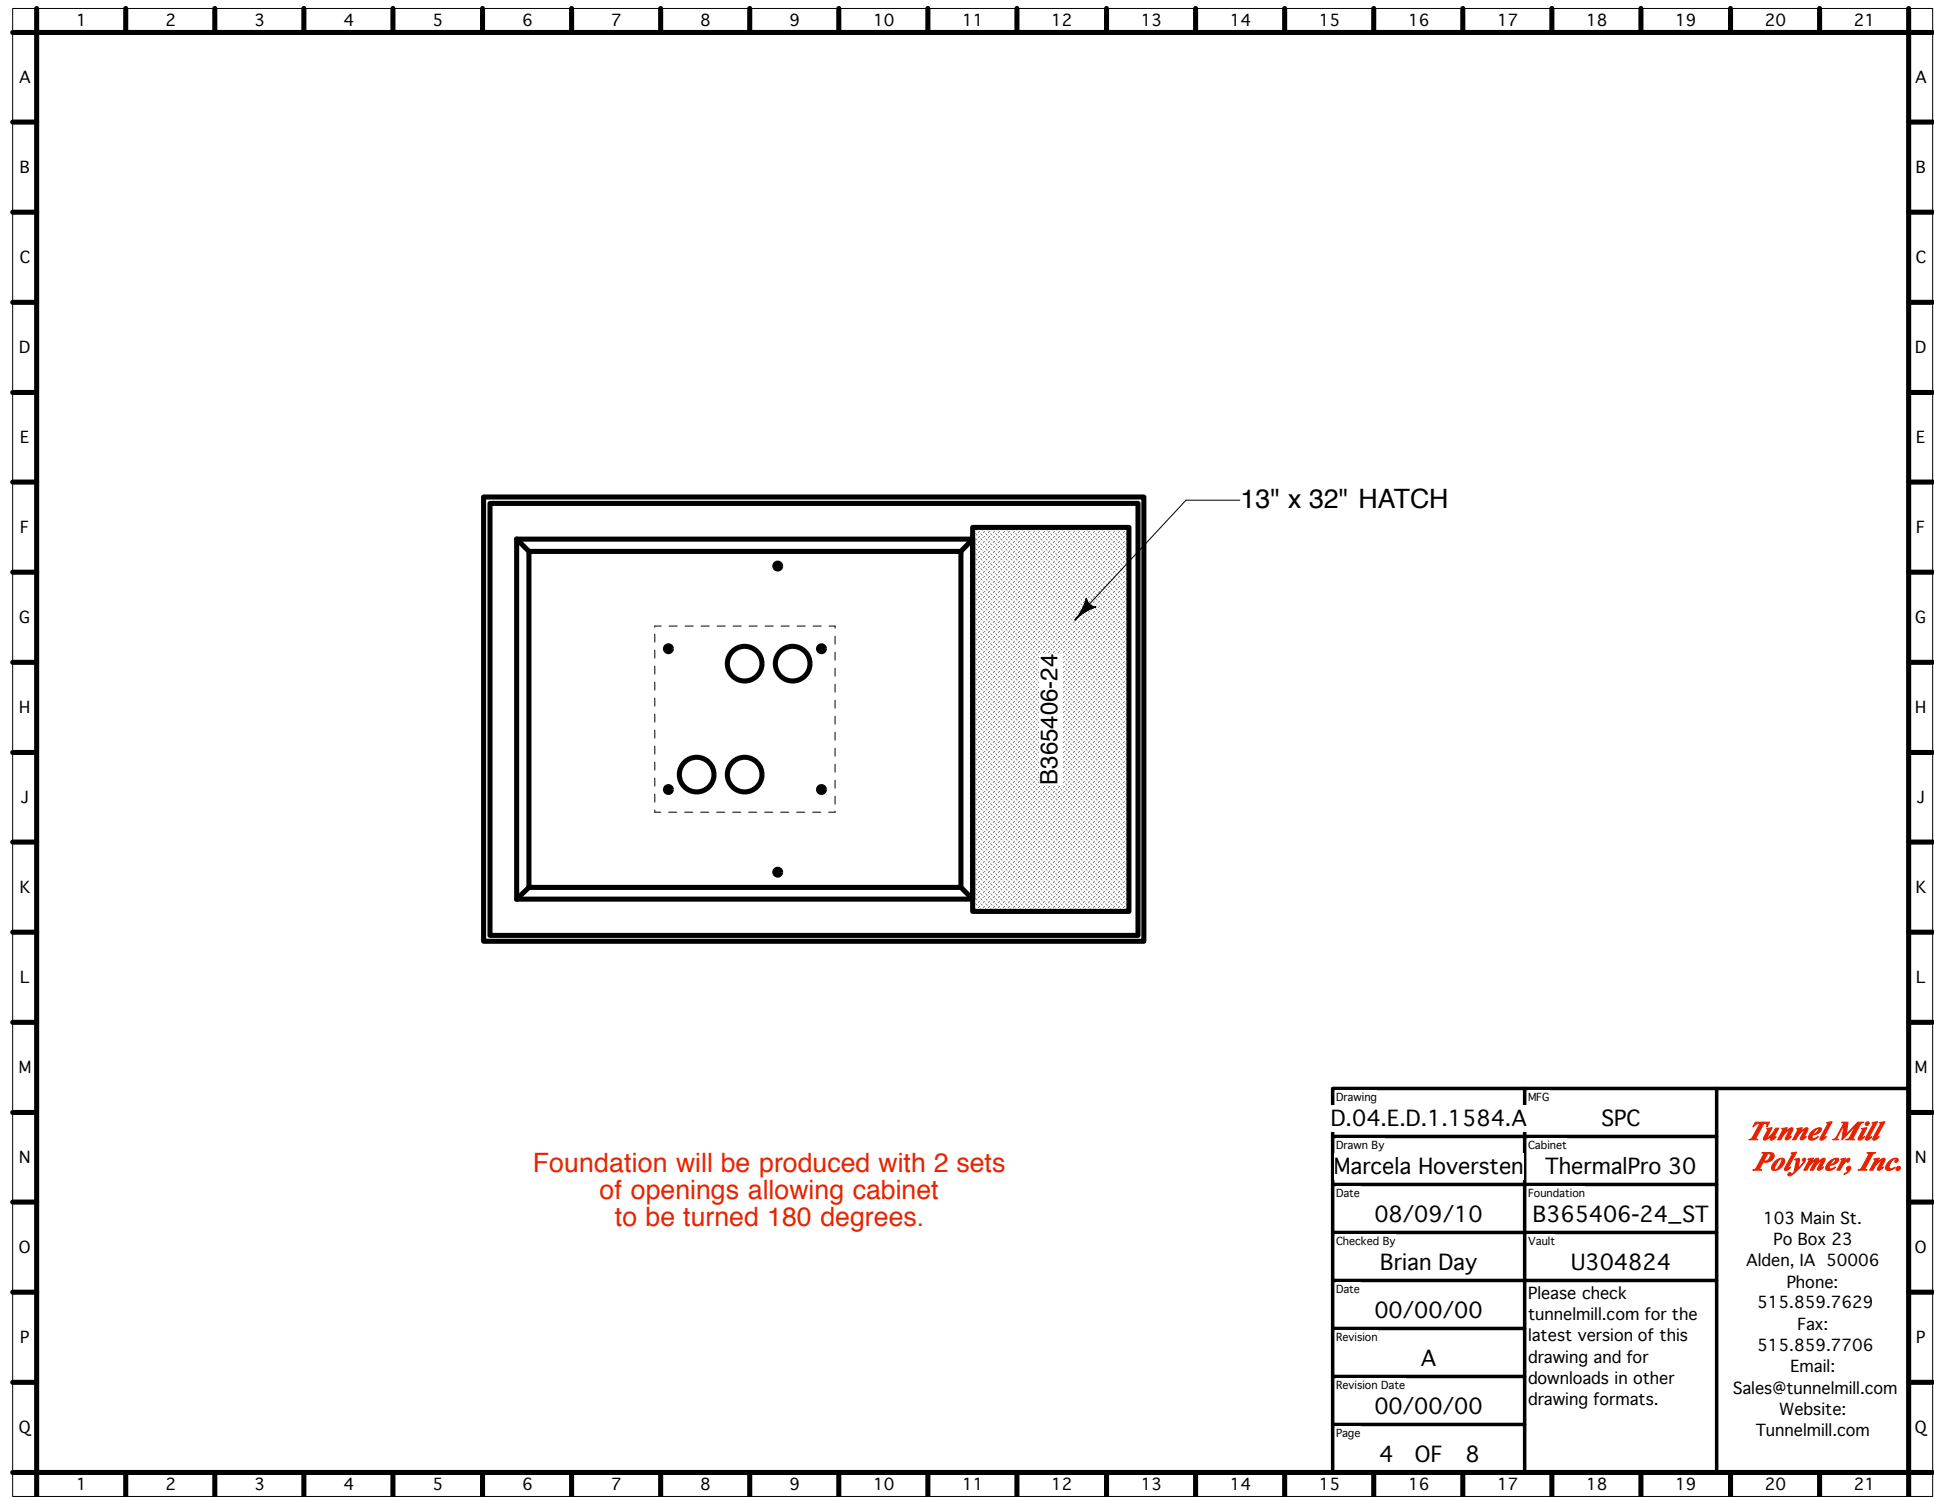 1 2 3 4 5 6 7 8 9 10 11 12 13 14 15 16 17 18 19 20 21
A A
B B
C C
D D
E E
F F
G G
H H
J J
K K
L L
M M
N N
O O
P P
Q Q
13" x 32" HATCH
B365406-24
Foundation will be produced with 2 sets
of openings allowing cabinet
to be turned 180 degrees.
Drawing
D.04.E.D.1.1584.A
MFG
SPC
Drawn By
Marcela Hoversten
Cabinet
ThermalPro 30
Date
08/09/10
Foundation
B365406-24_ST
Checked By
Brian Day
Vault
U304824
Date
00/00/00
Revision
A
Revision Date
00/00/00
Page
4 OF 8
Please check
tunnelmill.com for the
latest version of this
drawing and for
downloads in other
drawing formats.
Tunnel Mill
Polymer, Inc.
103 Main St.
Po Box 23
Alden, IA 50006
Phone:
515.859.7629
Fax:
515.859.7706
Email:
Sales@tunnelmill.com
Website:
Tunnelmill.com
1 2 3 4 5 6 7 8 9 10 11 12 13 14 15 16 17 18 19 20 21